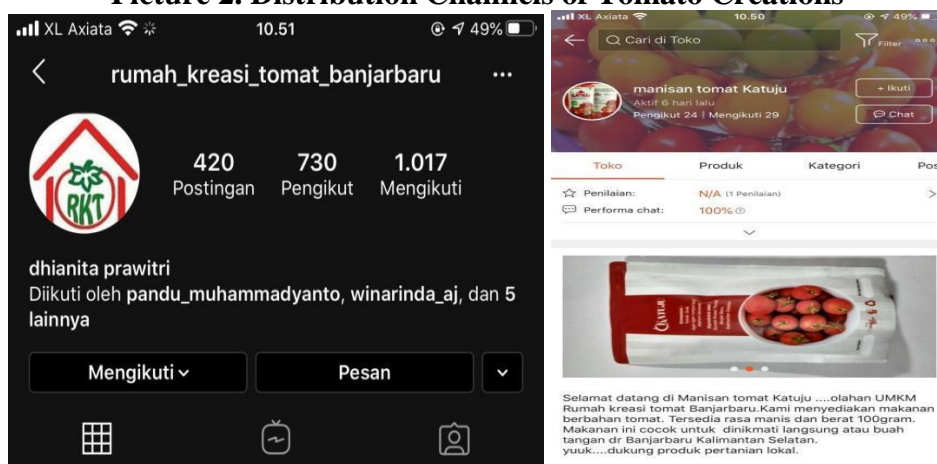 Picture 2. Distribution Channels of Tomato Creations
XL Axiata
10.51
49%
rumah_kreasi_tomat_banjarbaru
RKT
420
730
1.017
Postingan
Pengikut
Mengikuti
dhianita prawitri
Diikuti oleh pandu_muhammadyanto, winarinda_aj, dan 5
lainnya
Mengikuti
Pesan
XL Axiata
10.50
49%
Cari di Toko
Filter
manisan tomat Katuju
Aktif 6 hari lalu
Pengikut 24 | Mengikuti 29
+ Ikuti
Chat
Toko
Produk
Kategori
Pos
Penilaian:
N/A (1 Penilaian)
Performa chat:
100%
KATUJU
Selamat datang di Manisan tomat Katuju ....olahan UMKM
Rumah kreasi tomat Banjarbaru.Kami menyediakan makanan
berbahan tomat. Tersedia rasa manis dan berat 100gram.
Makanan ini cocok untuk dinikmati langsung atau buah
tangan dr Banjarbaru Kalimantan Selatan.
yuuk....dukung produk pertanian lokal.